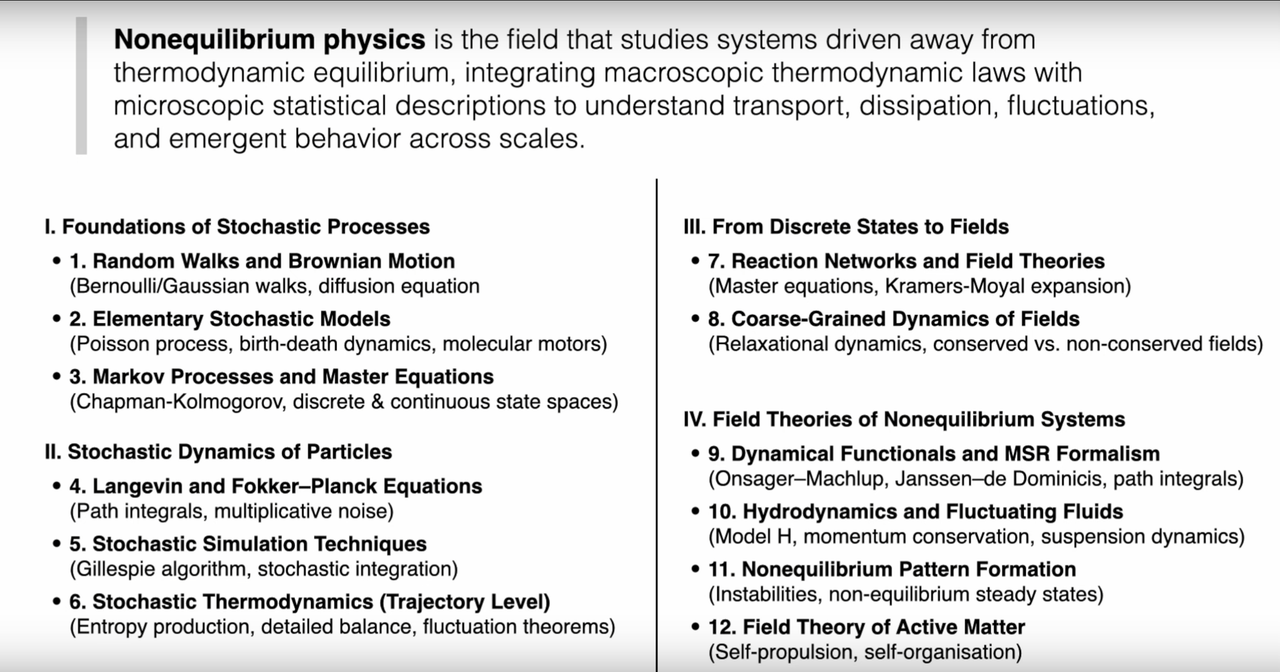 Nonequilibrium physics is the field that studies systems driven away from
thermodynamic equilibrium, integrating macroscopic thermodynamic laws with
microscopic statistical descriptions to understand transport, dissipation, fluctuations,
and emergent behavior across scales.
I. Foundations of Stochastic Processes
• 1. Random Walks and Brownian Motion
(Bernoulli/Gaussian walks, diffusion equation
• 2. Elementary Stochastic Models
(Poisson process, birth-death dynamics, molecular motors)
• 3. Markov Processes and Master Equations
(Chapman-Kolmogorov, discrete & continuous state spaces)
II. Stochastic Dynamics of Particles
• 4. Langevin and Fokker–Planck Equations
(Path integrals, multiplicative noise)
• 5. Stochastic Simulation Techniques
(Gillespie algorithm, stochastic integration)
• 6. Stochastic Thermodynamics (Trajectory Level)
(Entropy production, detailed balance, fluctuation theorems)
III. From Discrete States to Fields
• 7. Reaction Networks and Field Theories
(Master equations, Kramers-Moyal expansion)
• 8. Coarse-Grained Dynamics of Fields
(Relaxational dynamics, conserved vs. non-conserved fields)
IV. Field Theories of Nonequilibrium Systems
• 9. Dynamical Functionals and MSR Formalism
(Onsager–Machlup, Janssen–de Dominicis, path integrals)
• 10. Hydrodynamics and Fluctuating Fluids
(Model H, momentum conservation, suspension dynamics)
• 11. Nonequilibrium Pattern Formation
(Instabilities, non-equilibrium steady states)
• 12. Field Theory of Active Matter
(Self-propulsion, self-organisation)